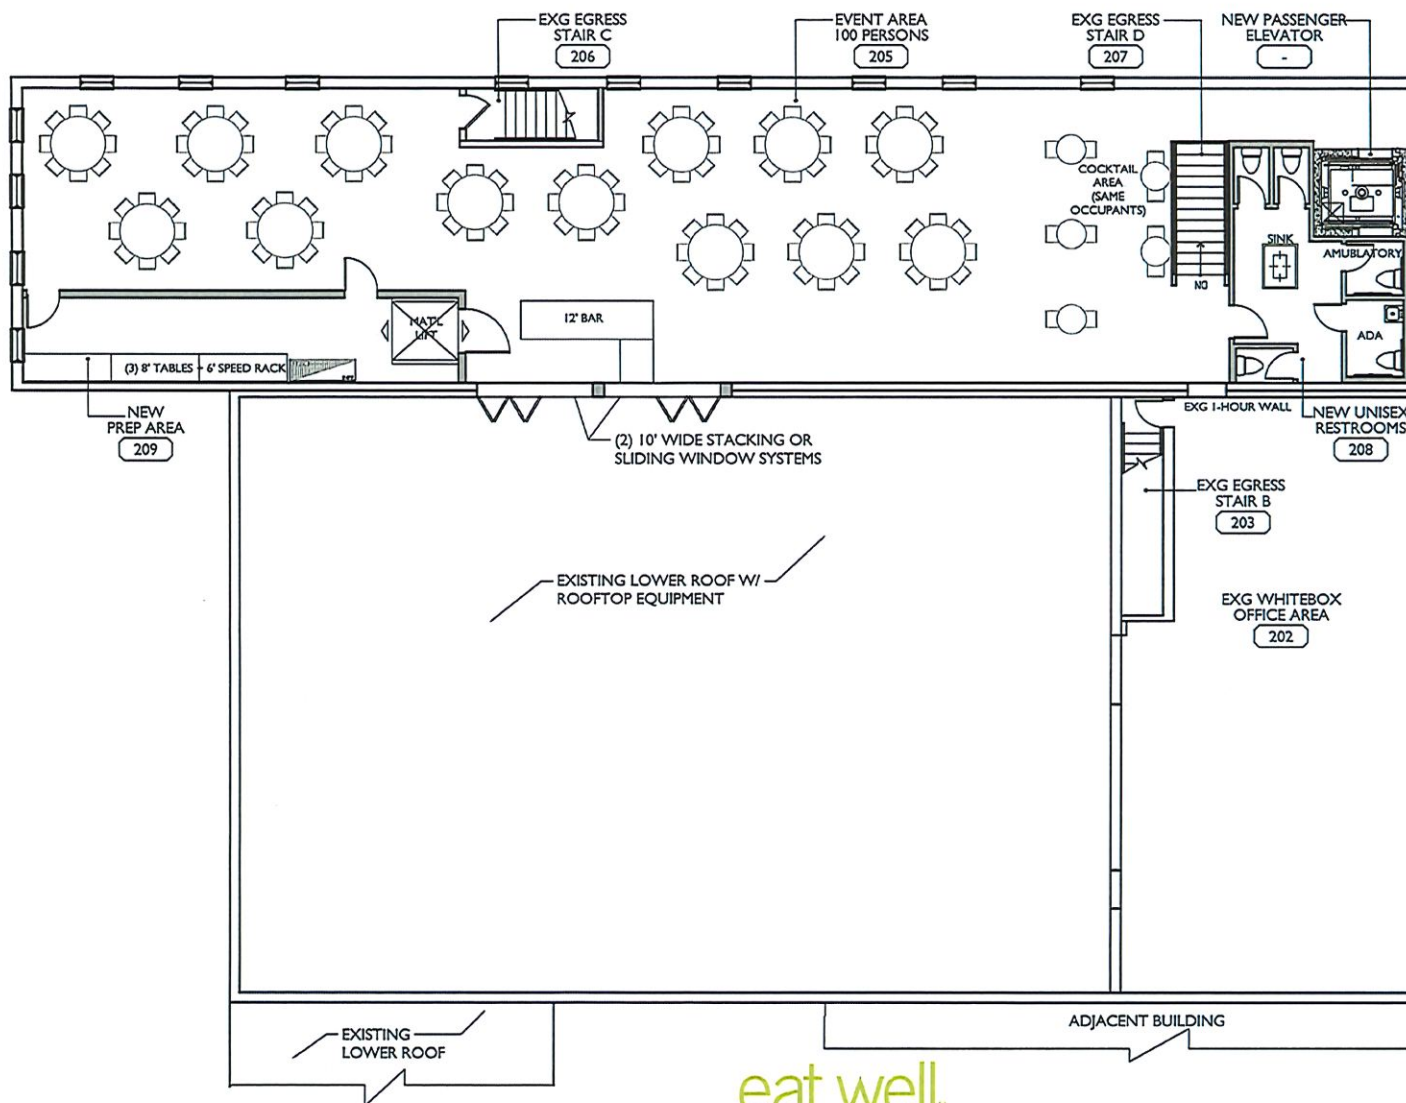 EXG EGRESS
STAIR C
206
EVENT AREA
100 PERSONS
205
EXG EGRESS
STAIR D
207
NEW PASSENGER
ELEVATOR
-
COCKTAIL
AREA
(SAME
OCCUPANTS)
SINK
AMUBLATORY
DN
ADA
MAT'L
LIFT
12' BAR
(3) 8' TABLES - 6' SPEED RACK
NEW
PREP AREA
209
(2) 10' WIDE STACKING OR
SLIDING WINDOW SYSTEMS
EXG 1-HOUR WALL
NEW UNISEX
RESTROOMS
208
EXG EGRESS
STAIR B
203
EXISTING LOWER ROOF W/
ROOFTOP EQUIPMENT
EXG WHITEBOX
OFFICE AREA
202
EXISTING
LOWER ROOF
ADJACENT BUILDING
eat well.